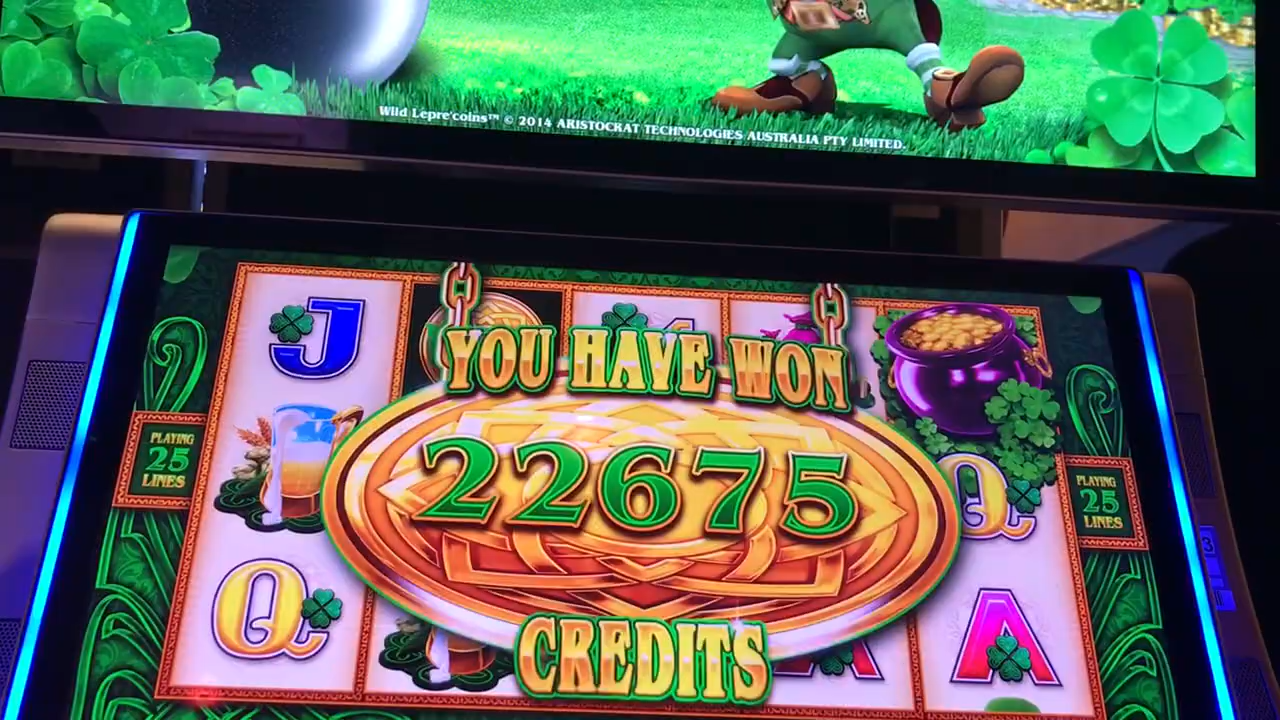 Wild Lepre'coins™ © 2014 ARISTOCRAT TECHNOLOGIES AUSTRALIA PTY LIMITED.
J
YOU HAVE WON
PLAYING
25
LINES
22675
Q
PLAYING
25
LINES
Q
CREDITS
A
A